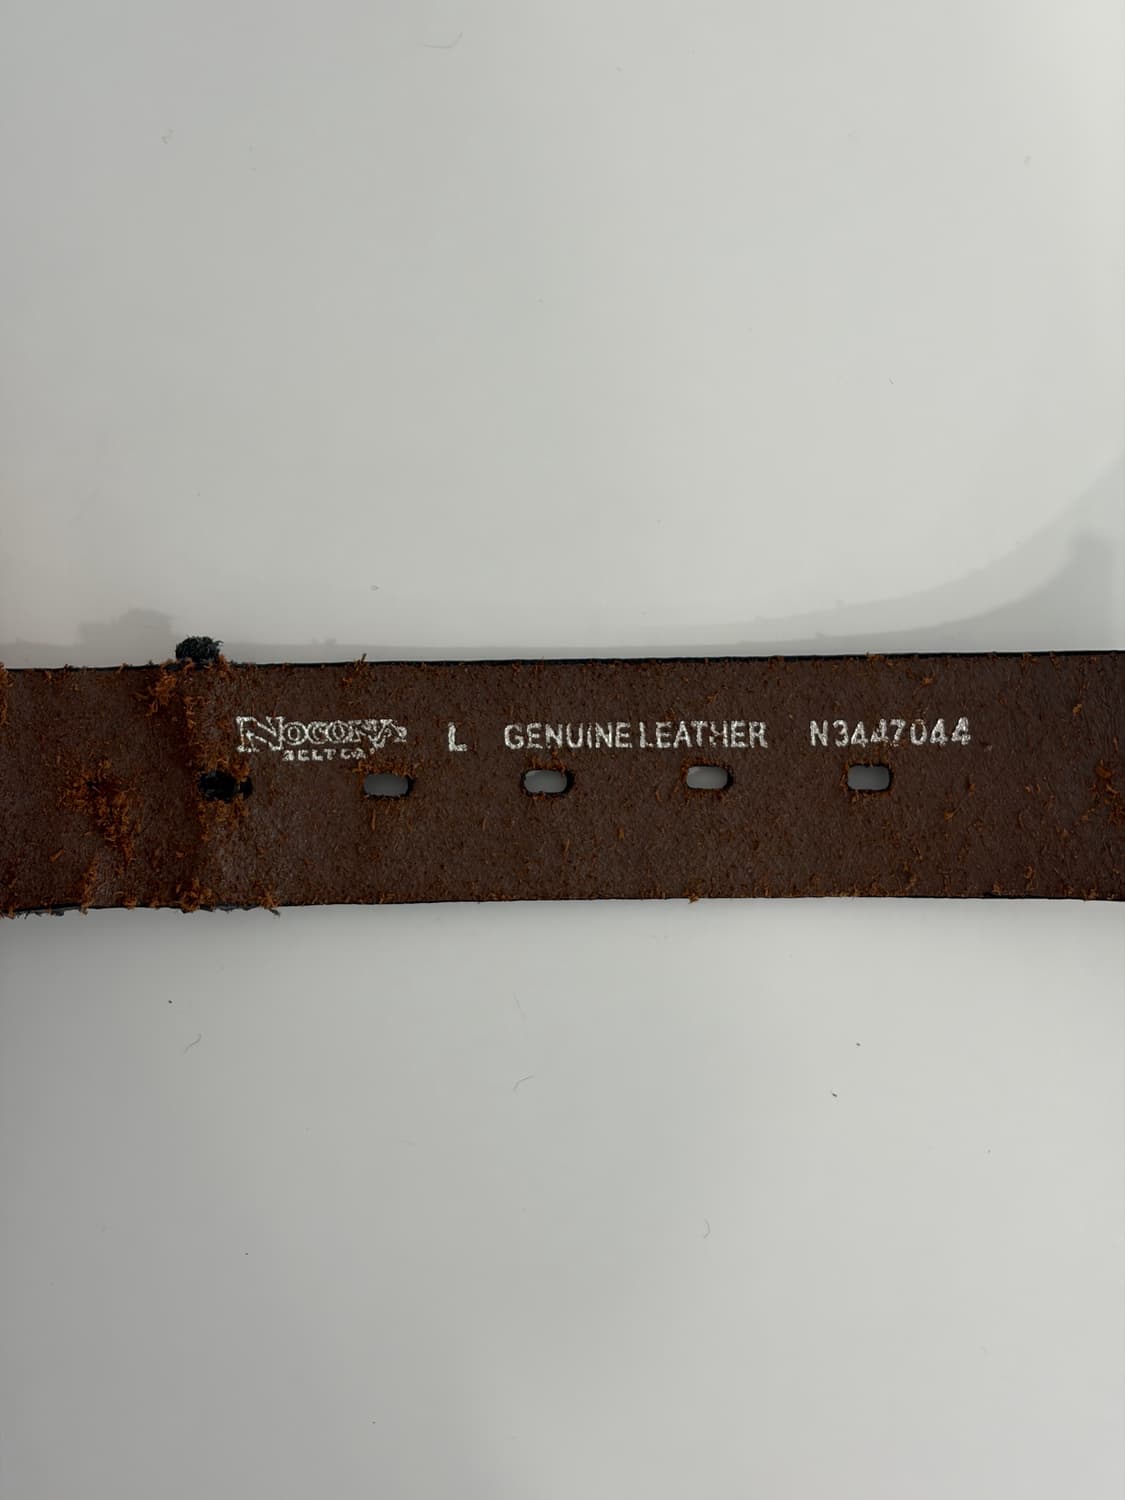 NOCONA L GENUINE LEATHER N3447044
BELT CO.